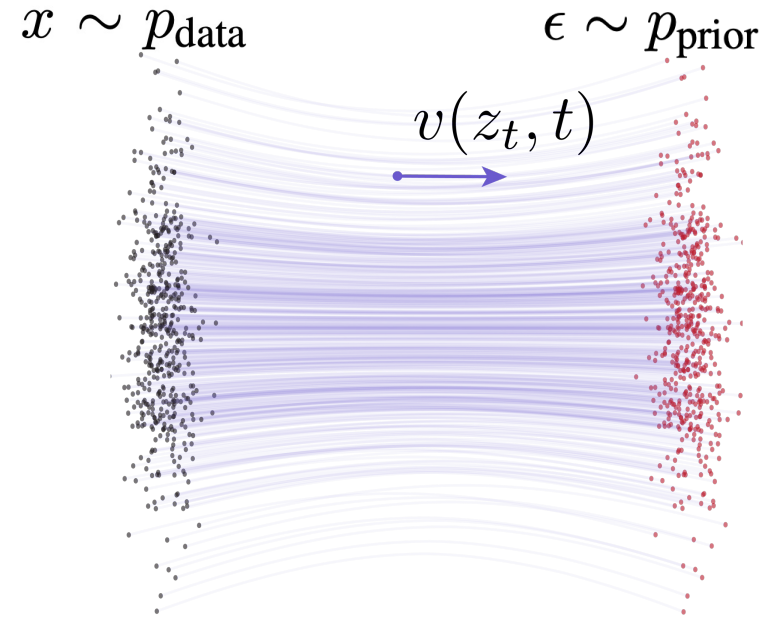 x ∼ p_data
ϵ ∼ p_prior
v(z_t, t)